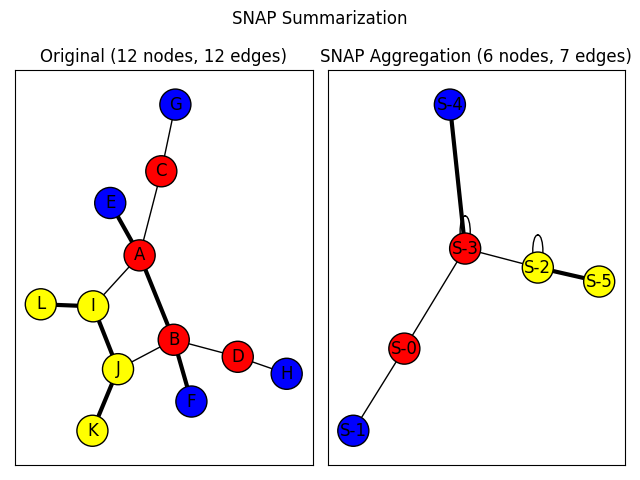 SNAP Summarization
Original (12 nodes, 12 edges)
SNAP Aggregation (6 nodes, 7 edges)
G
C
E
A
L
I
B
D
J
H
F
K
S-4
S-3
S-2
S-5
S-0
S-1